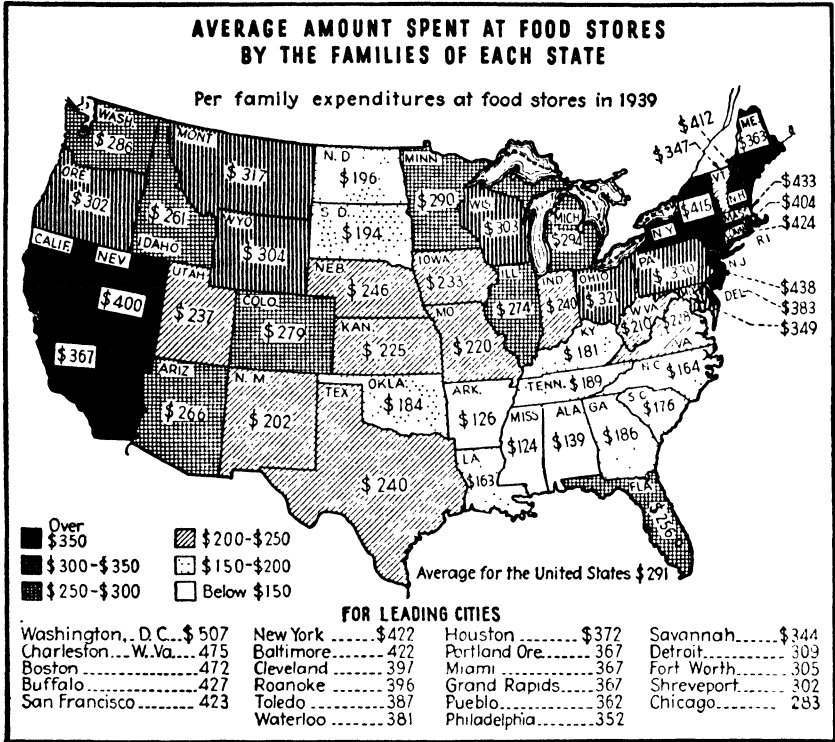 AVERAGE AMOUNT SPENT AT FOOD STORES
BY THE FAMILIES OF EACH STATE
Per family expenditures at food stores in 1939
WASH.
$286
MONT
$317
N. D
$196
MINN
$290
ORE
$302
$261
IDAHO
WYO
$304
S D.
$194
WIS.
$303
MICH
$294
ME.
$363
$412
$347
VT
N H
MASS
CONN
$415
N Y
$433
$404
$424
R I
N J
$438
DEL
$383
$349
CALIF
NEV
$400
$367
UTAH
$237
COLO.
$279
NEB.
$246
IOWA
$233
ILL
$274
IND
$240
OHIO
$321
PA.
$330
W VA
$210
$228
VA
KAN.
$225
MO
$220
KY
$181
ARIZ
$266
N. M.
$202
TEX
$240
OKLA.
$184
ARK.
$126
TENN. $189
N C
$164
S C
$176
MISS
$124
ALA
$139
GA
$186
LA
$163
FLA
$256
Over
$350
$300-$350
$250-$300
$200-$250
$150-$200
Below $150
Average for the United States $291
FOR LEADING CITIES
Washington,. D. C...$ 507
Charleston...W. Va.... 475
Boston ............... 472
Buffalo ............... 427
San Francisco ....... 423
New York ......$422
Baltimore ...... 422
Cleveland ...... 397
Roanoke ....... 396
Toledo ......... 387
Waterloo ...... 381
Houston ........$372
Portland Ore.... 367
Miami ........... 367
Grand Rapids.... 367
Pueblo ........... 362
Philadelphia..... 352
Savannah......$344
Detroit......... 309
Fort Worth..... 305
Shreveport..... 302
Chicago ....... 283